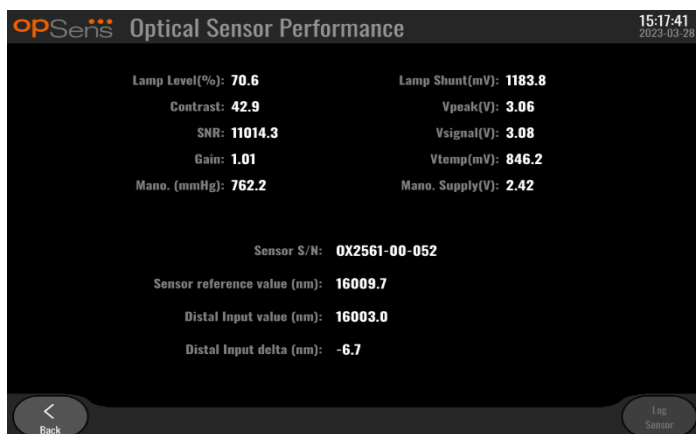 opSens Optical Sensor Performance 15:17:41
2023-03-28
Lamp Level(%): 70.6 Lamp Shunt(mV): 1183.8
Contrast: 42.9 Vpeak(V): 3.06
SNR: 11014.3 Vsignal(V): 3.08
Gain: 1.01 Vtemp(mV): 846.2
Mano. (mmHg): 762.2 Mano. Supply(V): 2.42
Sensor S/N: OX2561-00-052
Sensor reference value (nm): 16009.7
Distal Input value (nm): 16003.0
Distal Input delta (nm): -6.7
Back
Log
Sensor